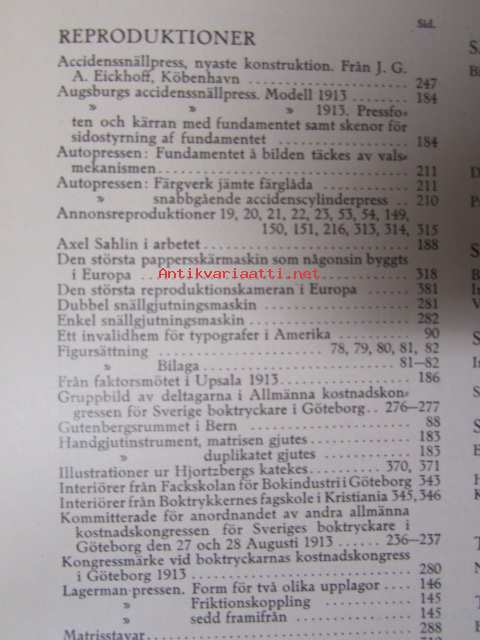 Sid.
REPRODUKTIONER
Accidenssnällpress, nyaste konstruktion. Från J. G.
A. Eickhoff, Köbenhavn 247
Augsburgs accidenssnällpress. Modell 1913 184
» » » 1913. Pressfo-
ten och kärran med fundamentet samt skenor för
sidostyrning af fundamentet 184
Autopressen: Fundamentet å bilden täckes av vals-
mekanismen 211
Autopressen: Färgverk jämte färglåda 211
» snabbgående accidenscylinderpress 210
Annonsreproduktioner 19, 20, 21, 22, 23, 53, 54, 149,
150, 151, 216, 313, 314, 315
Axel Sahlin i arbetet 188
Den största pappersskärmaskin som någonsin byggts
i Europa 318
Antikvariaatti.net
Den största reproduktionskameran i Europa 381
Dubbel snällgjutningsmaskin 281
Enkel snällgjutningsmaskin 282
Ett invalidhem för typografer i Amerika 90
Figursättning 78, 79, 80, 81, 82
» Bilaga 81—82
Från faktorsmötet i Upsala 1913 186
Gruppbild av deltagarna i Allmänna kostnadskon-
gressen för Sverige boktryckare i Göteborg 276—277
Gutenbergsrummet i Bern 88
Handgjutinstrument, matrisen gjutes 183
» duplikatet gjutes 183
Illustrationer ur Hjortzbergs katekes 370, 371
Interiörer från Fackskolan för Bokindustri i Göteborg 343
Interiörer från Boktrykkernes fagskole i Kristiania 345, 346
Kommitterade för anordnandet av andra allmänna
kostnadskongressen för Sveriges boktryckare i
Göteborg den 27 och 28 Augusti 1913 236—237
Kongressmärke vid boktryckarnas kostnadskongress
i Göteborg 1913 280
Lagerman-pressen. Form för två olika upplagor 146
» Friktionskoppling 145
» sedd framifrån 145
Matrisstavar 288